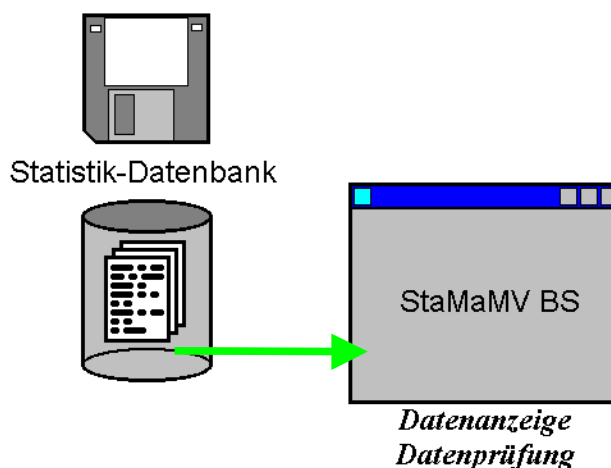 Statistik-Datenbank
StaMaMV BS
Datenanzeige
Datenprüfung